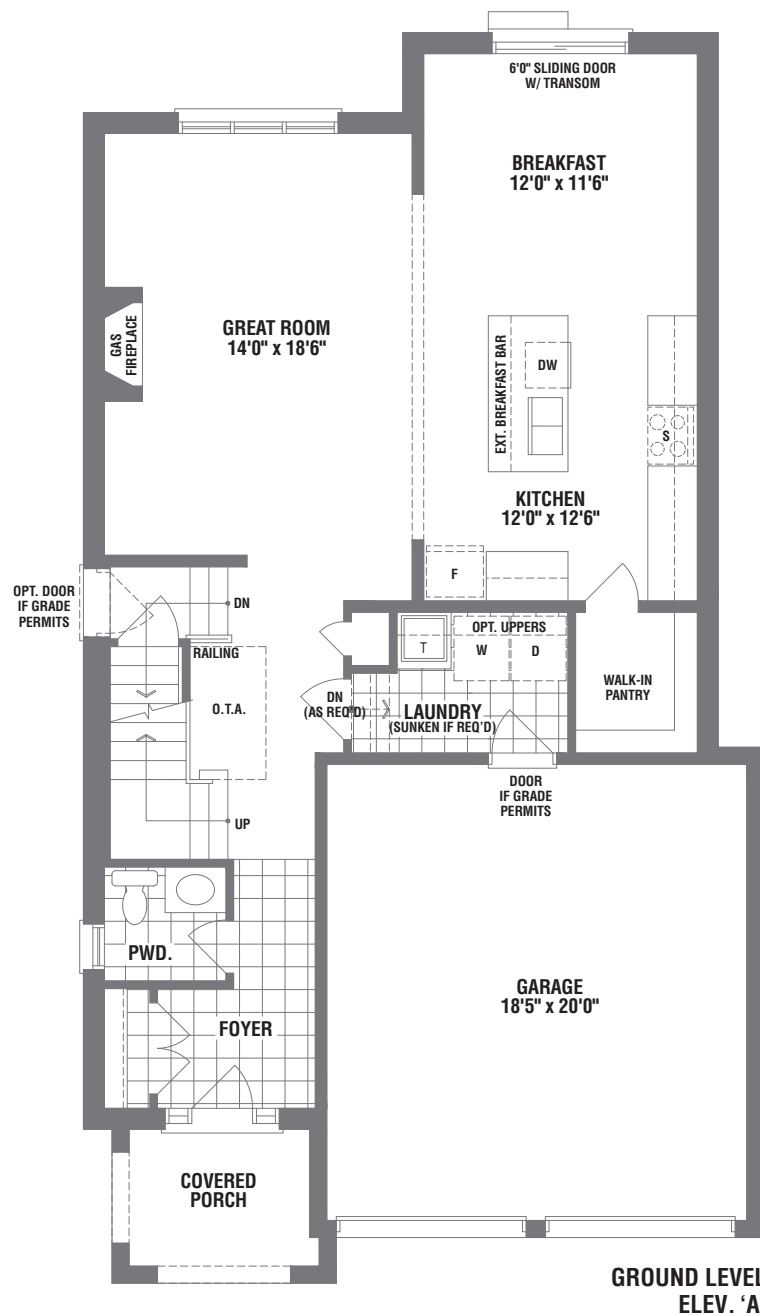 6'0" SLIDING DOOR
W/ TRANSOM
BREAKFAST
12'0" x 11'6"
GREAT ROOM
14'0" x 18'6"
GAS
FIREPLACE
EXT. BREAKFAST BAR
DW
S
KITCHEN
12'0" x 12'6"
F
OPT. DOOR
IF GRADE
PERMITS
DN
RAILING
O.T.A.
UP
DN
(AS REQ'D)
T
OPT. UPPERS
W
D
LAUNDRY
(SUNKEN IF REQ'D)
WALK-IN
PANTRY
DOOR
IF GRADE
PERMITS
PWD.
FOYER
GARAGE
18'5" x 20'0"
COVERED
PORCH
GROUND LEVEL
ELEV. ‘A